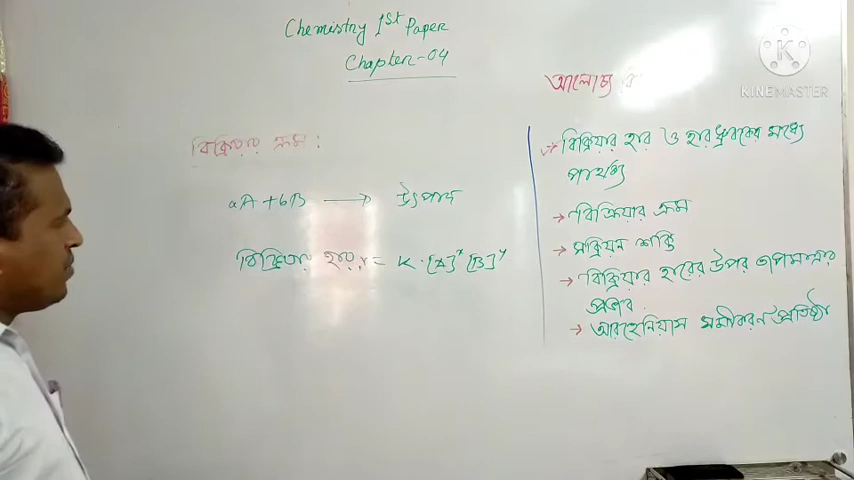 Chemistry 1st Paper
Chapter-04
বিক্রিয়ার ক্রম :
aA + bB → উৎপাদ
বিক্রিয়ার হার, r = K · [A]^x [B]^y
আলোচ্য বি
→ বিক্রিয়ার হার ও হার ধ্রুবকের মধ্যে
পার্থক্য
→ বিক্রিয়ার ক্রম
→ সক্রিয়ন শক্তি
→ বিক্রিয়ার হারের উপর তাপমাত্রার
প্রভাব .
→ আরহেনিয়াস সমীকরণ প্রতিষ্ঠা
KINEMASTER